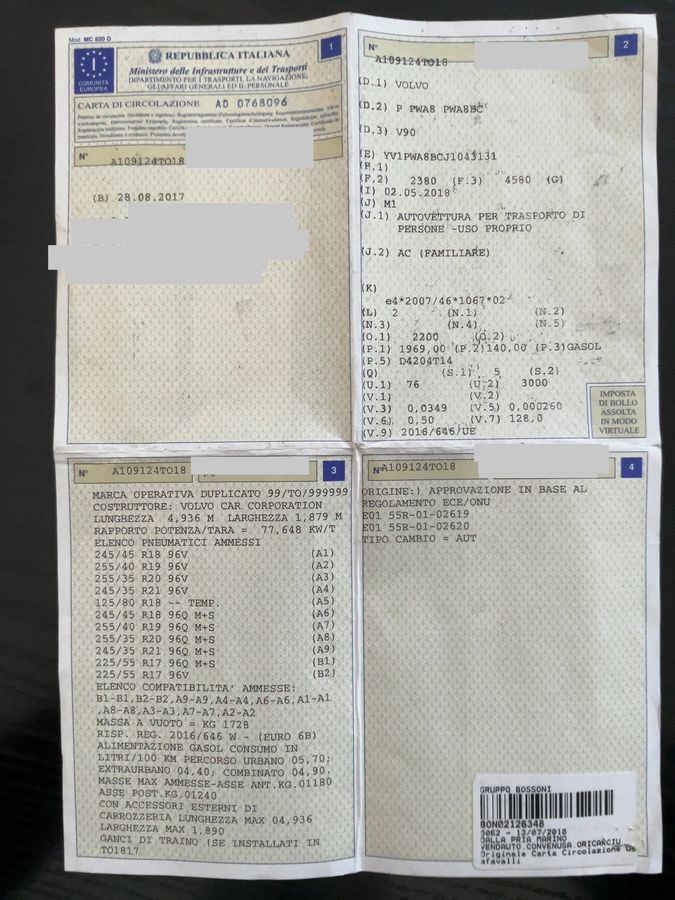 Mod. MC 820 D
1
REPUBBLICA ITALIANA
Ministero delle Infrastrutture e dei Trasporti
DIPARTIMENTO PER I TRASPORTI, LA NAVIGAZIONE,
GLI AFFARI GENERALI ED IL PERSONALE
COMUNITÀ
EUROPEA
CARTA DI CIRCOLAZIONE AD 0768096
N° A109124TO18
(B) 28.08.2017
2
N° A109124TO18
(D.1) VOLVO
(D.2) P PWA8 PWA8BC
(D.3) V90
(E) YV1PWA8BCJ1043131
(F.2) 2380 (F.3) 4580 (G)
(I) 02.05.2018
(J) M1
(J.1) AUTOVETTURA PER TRASPORTO DI
PERSONE -USO PROPRIO
(J.2) AC (FAMILIARE)
(K)
e4*2007/46*1067*02
(L) 2 (N.1) (N.2)
(N.3) (N.4) (N.5)
(O.1) 2200 (O.2)
(P.1) 1969,00 (P.2)140,00 (P.3)GASOL
(P.5) D4204T14
(Q) (S.1) 5 (S.2)
(U.1) 76 (U.2) 3000
(V.1) (V.2)
(V.3) 0,0349 (V.5) 0,000260
(V.6) 0,50 (V.7) 128,0
(V.9) 2016/646/UE
IMPOSTA
DI BOLLO
ASSOLTA
IN MODO
VIRTUALE
3
N° A109124TO18
MARCA OPERATIVA DUPLICATO 99/TO/999999
COSTRUTTORE: VOLVO CAR CORPORATION
LUNGHEZZA 4,936 M LARGHEZZA 1,879 M
RAPPORTO POTENZA/TARA = 77,648 KW/T
ELENCO PNEUMATICI AMMESSI
245/45 R18 96V (A1)
255/40 R19 96V (A2)
255/35 R20 96V (A3)
245/35 R21 96V (A4)
125/80 R18 -- TEMP. (A5)
245/45 R18 96Q M+S (A6)
255/40 R19 96Q M+S (A7)
255/35 R20 96Q M+S (A8)
245/35 R21 96Q M+S (A9)
225/55 R17 96Q M+S (B1)
225/55 R17 96V (B2)
ELENCO COMPATIBILITA' AMMESSE:
B1-B1,B2-B2,A9-A9,A4-A4,A6-A6,A1-A1
,A8-A8,A3-A3,A7-A7,A2-A2
MASSA A VUOTO = KG 1728
RISP. REG. 2016/646 W - (EURO 6B)
ALIMENTAZIONE GASOL CONSUMO IN
LITRI/100 KM PERCORSO URBANO 05,70;
EXTRAURBANO 04,40; COMBINATO 04,90.
MASSE MAX AMMESSE-ASSE ANT.KG.01180
ASSE POST.KG.01240
CON ACCESSORI ESTERNI DI
CARROZZERIA LUNGHEZZA MAX 04,936
LARGHEZZA MAX 1,890
GANCI DI TRAINO (SE INSTALLATI IN
TO1817
4
N° A109124TO18
ORIGINE:) APPROVAZIONE IN BASE AL
REGOLAMENTO ECE/ONU
E01 55R-01-02619
E01 55R-01-02620
TIPO CAMBIO = AUT
GRUPPO BOSSONI
BON02126348
5062 - 13/07/2018
DALLA PRIA MARINO
VENDAUTO.CONVENUSA.ORICARCIU
Originale Carta Circolazione Us
afavalli